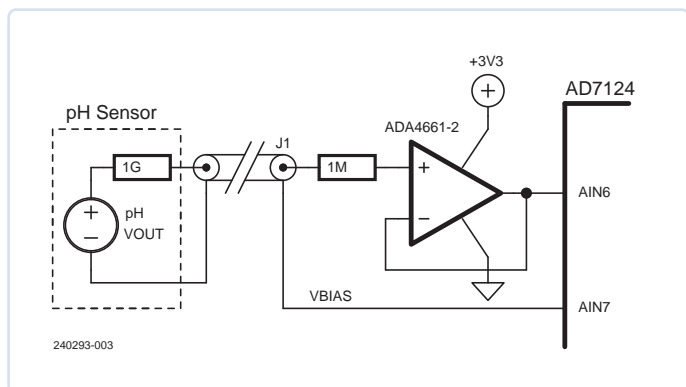 +3V3
AD7124
pH Sensor
ADA4661-2
J1
1G
1M
+
+
+
AIN6
pH
VOUT
−
−
VBIAS
AIN7
240293-003